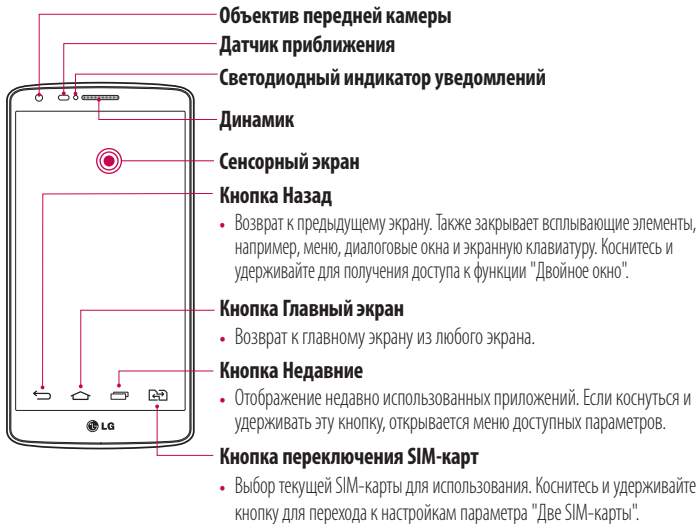 Объектив передней камеры
Датчик приближения
Светодиодный индикатор уведомлений
Динамик
Сенсорный экран
Кнопка Назад
• Возврат к предыдущему экрану. Также закрывает всплывающие элементы,
например, меню, диалоговые окна и экранную клавиатуру. Коснитесь и
удерживайте для получения доступа к функции "Двойное окно".
Кнопка Главный экран
• Возврат к главному экрану из любого экрана.
Кнопка Недавние
• Отображение недавно использованных приложений. Если коснуться и
удерживать эту кнопку, открывается меню доступных параметров.
Кнопка переключения SIM-карт
• Выбор текущей SIM-карты для использования. Коснитесь и удерживайте
кнопку для перехода к настройкам параметра "Две SIM-карты".
LG